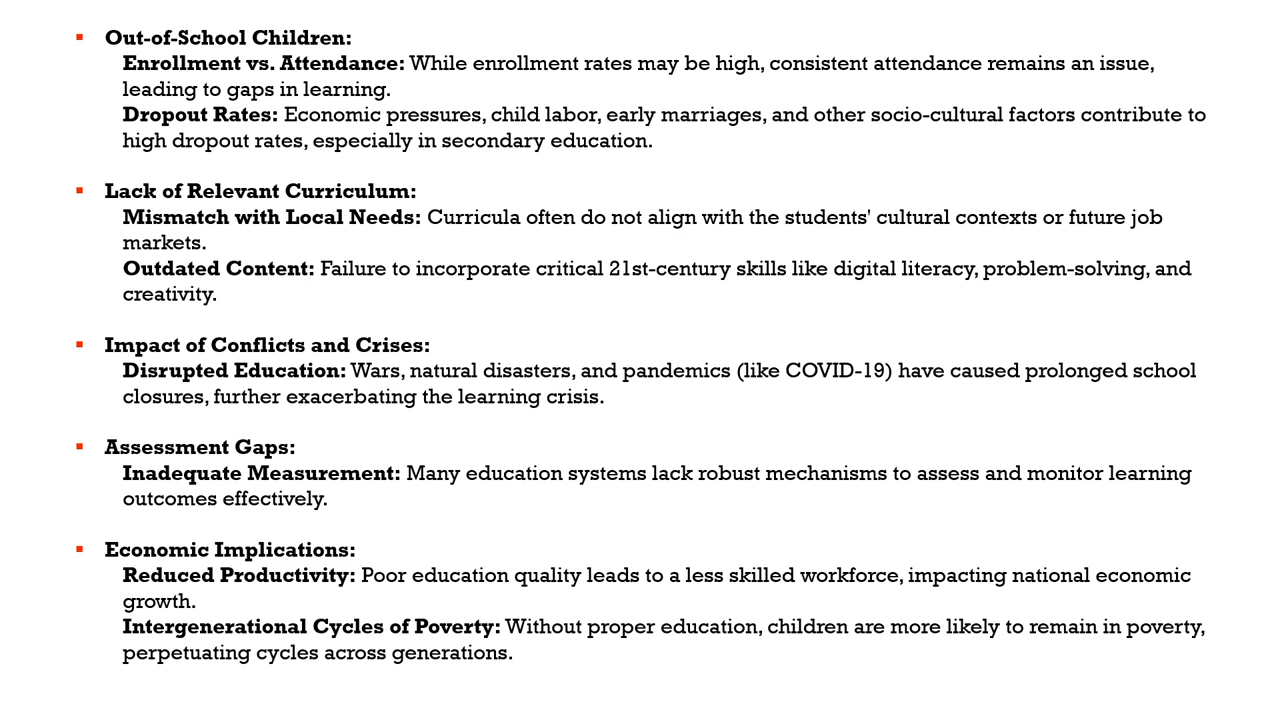 ▪ Out-of-School Children:
Enrollment vs. Attendance: While enrollment rates may be high, consistent attendance remains an issue,
leading to gaps in learning.
Dropout Rates: Economic pressures, child labor, early marriages, and other socio-cultural factors contribute to
high dropout rates, especially in secondary education.
▪ Lack of Relevant Curriculum:
Mismatch with Local Needs: Curricula often do not align with the students' cultural contexts or future job
markets.
Outdated Content: Failure to incorporate critical 21st-century skills like digital literacy, problem-solving, and
creativity.
▪ Impact of Conflicts and Crises:
Disrupted Education: Wars, natural disasters, and pandemics (like COVID-19) have caused prolonged school
closures, further exacerbating the learning crisis.
▪ Assessment Gaps:
Inadequate Measurement: Many education systems lack robust mechanisms to assess and monitor learning
outcomes effectively.
▪ Economic Implications:
Reduced Productivity: Poor education quality leads to a less skilled workforce, impacting national economic
growth.
Intergenerational Cycles of Poverty: Without proper education, children are more likely to remain in poverty,
perpetuating cycles across generations.